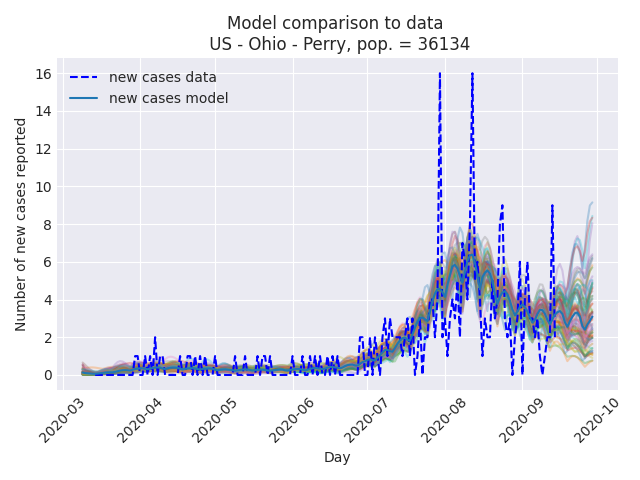 Model comparison to data
US - Ohio - Perry, pop. = 36134
new cases data
new cases model
Number of new cases reported
16
14
12
10
8
6
4
2
0
2020-03
2020-04
2020-05
2020-06
2020-07
2020-08
2020-09
2020-10
Day